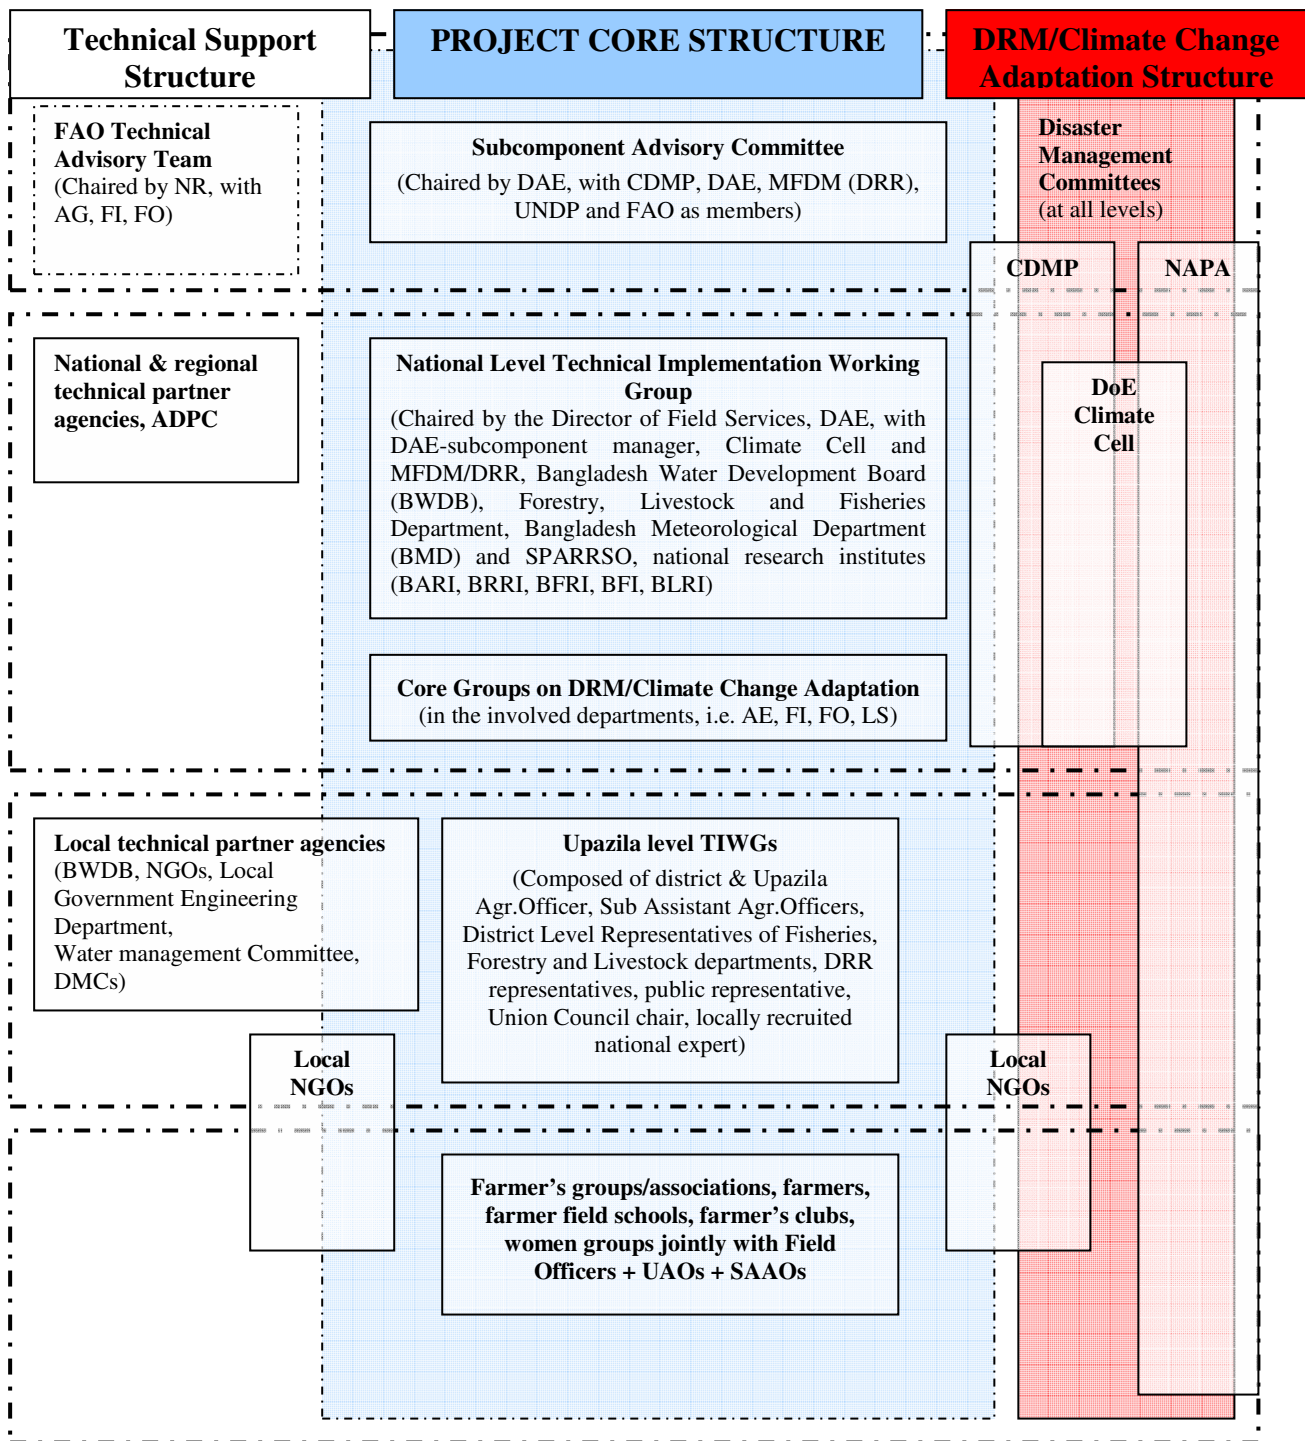 Technical Support
Structure
PROJECT CORE STRUCTURE
DRM/Climate Change
Adaptation Structure
FAO Technical
Advisory Team
(Chaired by NR, with
AG, FI, FO)
Subcomponent Advisory Committee
(Chaired by DAE, with CDMP, DAE, MFDM (DRR),
UNDP and FAO as members)
Disaster
Management
Committees
(at all levels)
CDMP
NAPA
National & regional
technical partner
agencies, ADPC
National Level Technical Implementation Working
Group
(Chaired by the Director of Field Services, DAE, with
DAE-subcomponent manager, Climate Cell and
MFDM/DRR, Bangladesh Water Development Board
(BWDB), Forestry, Livestock and Fisheries
Department, Bangladesh Meteorological Department
(BMD) and SPARRSO, national research institutes
(BARI, BRRI, BFRI, BFI, BLRI)
DoE
Climate
Cell
Core Groups on DRM/Climate Change Adaptation
(in the involved departments, i.e. AE, FI, FO, LS)
Local technical partner agencies
(BWDB, NGOs, Local
Government Engineering
Department,
Water management Committee,
DMCs)
Upazila level TIWGs
(Composed of district & Upazila
Agr.Officer, Sub Assistant Agr.Officers,
District Level Representatives of Fisheries,
Forestry and Livestock departments, DRR
representatives, public representative,
Union Council chair, locally recruited
national expert)
Local
NGOs
Local
NGOs
Farmer’s groups/associations, farmers,
farmer field schools, farmer’s clubs,
women groups jointly with Field
Officers + UAOs + SAAOs